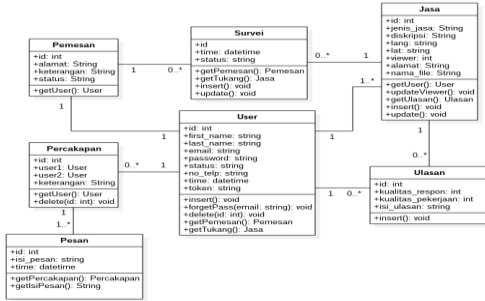 Pemesan
+id: int
+alamat: String
+keterangan: String
+status: String
+getUser(): User
Survei
+id
+time: datetime
+status: string
+getPemesan(): Pemesan
+getTukang(): Jasa
+insert(): void
+update(): void
Jasa
+id: int
+jenis_jasa: String
+diskripsi: String
+lang: string
+lat: string
+viewer: int
+alamat: String
+nama_file: String
+getUser(): User
+updateViewer(): void
+getUlasan(): Ulasan
+insert(): void
+update(): void
1
0..*
0..*
1
1
1
1..*
1
User
+id: int
+first_name: string
+last_name: string
+email: string
+password: string
+status: string
+no_telp: string
+time: datetime
+token: string
+insert(): void
+forgetPass(email: string): void
+delete(id: int): void
+getPemesan(): Pemesan
+getTukang(): Jasa
Percakapan
+id: int
+user1: User
+user2: User
+keterangan: String
+getUser(): User
+delete(id: int): void
0..*
1
1
0..*
1
0..*
Ulasan
+id: int
+kualitas_respon: int
+kualitas_pekerjaan: int
+isi_ulasan: string
+insert(): void
1
1..*
Pesan
+id: int
+isi_pesan: string
+time: datetime
+getPercakapan(): Percakapan
+getIsiPesan(): String